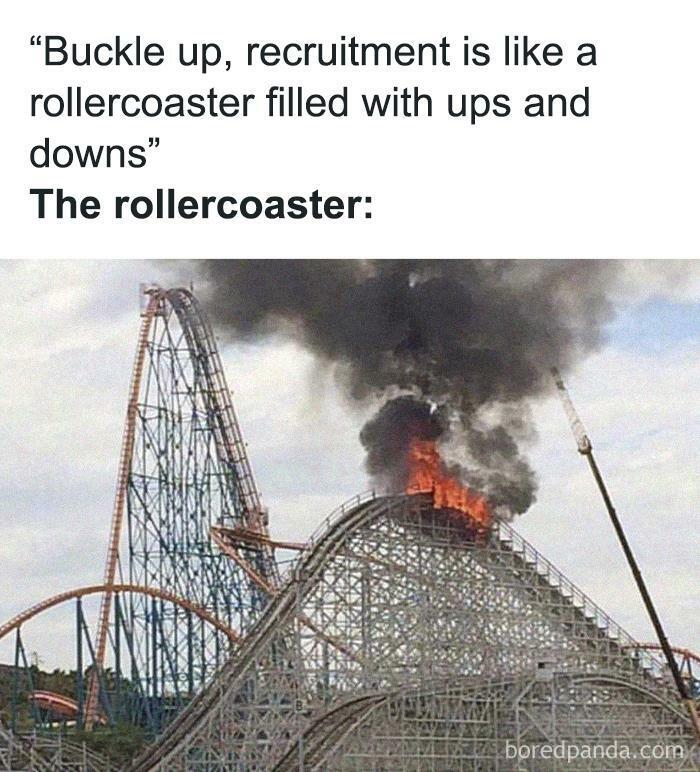 “Buckle up, recruitment is like a
rollercoaster filled with ups and
downs”
The rollercoaster:
boredpanda.com